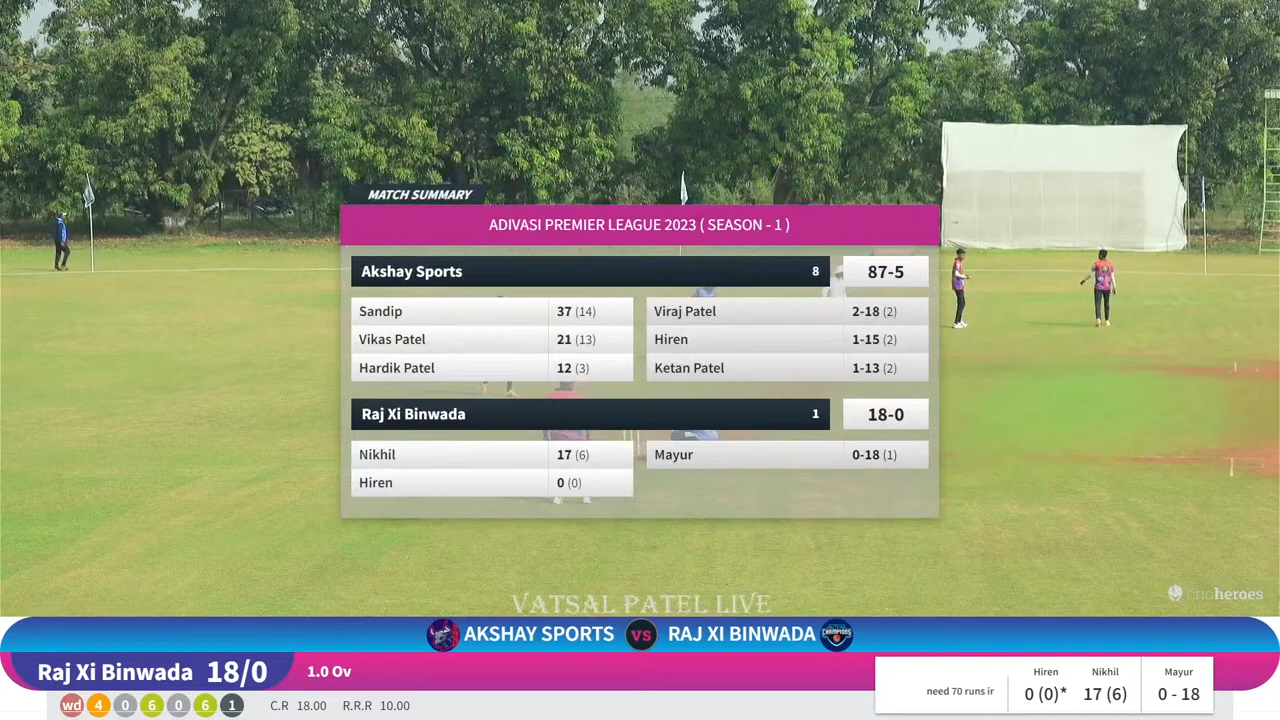 MATCH SUMMARY
ADIVASI PREMIER LEAGUE 2023 ( SEASON - 1 )
Akshay Sports 8 87-5
Sandip 37 (14) Viraj Patel 2-18 (2)
Vikas Patel 21 (13) Hiren 1-15 (2)
Hardik Patel 12 (3) Ketan Patel 1-13 (2)
Raj Xi Binwada 1 18-0
Nikhil 17 (6) Mayur 0-18 (1)
Hiren 0 (0)
VATSAL PATEL LIVE
cricheroes
AKSHAY SPORTS VS RAJ XI BINWADA CHAMPIONS
Raj Xi Binwada 18/0 1.0 Ov
Hiren Nikhil Mayur
need 70 runs ir 0 (0)* 17 (6) 0 - 18
wd 4 0 6 0 6 1 C.R 18.00 R.R.R 10.00